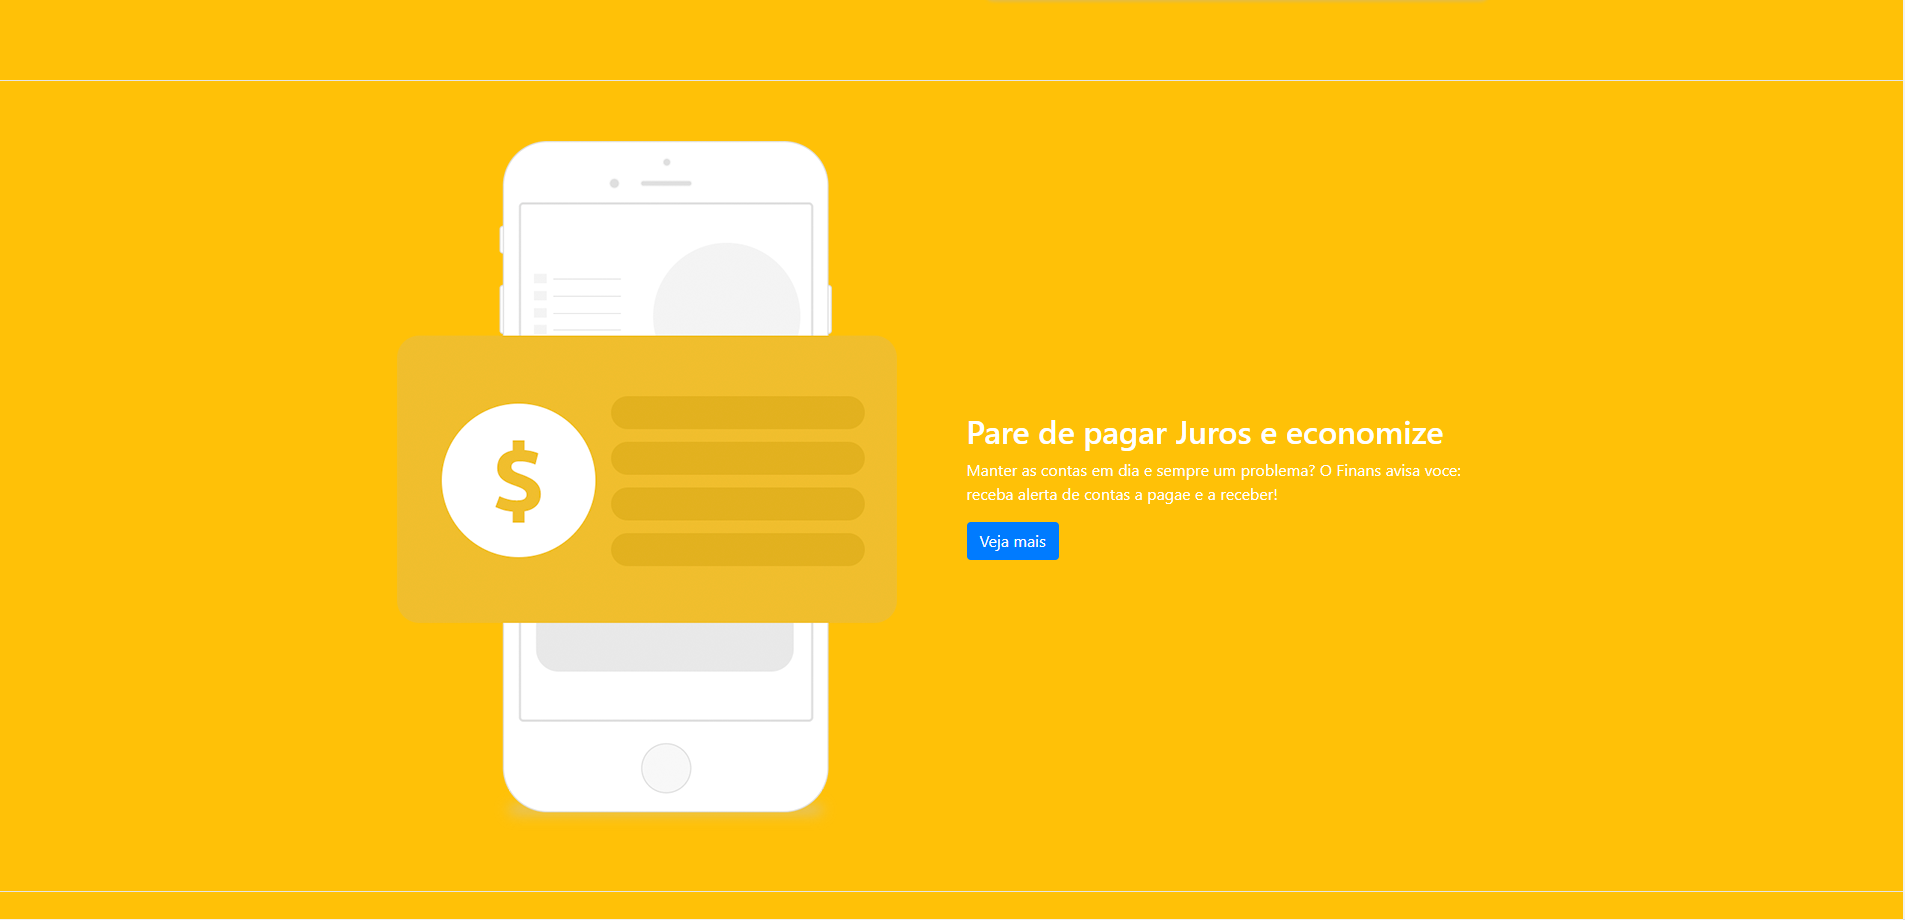 $
Pare de pagar Juros e economize
Manter as contas em dia e sempre um problema? O Finans avisa voce:
receba alerta de contas a pagae e a receber!
Veja mais